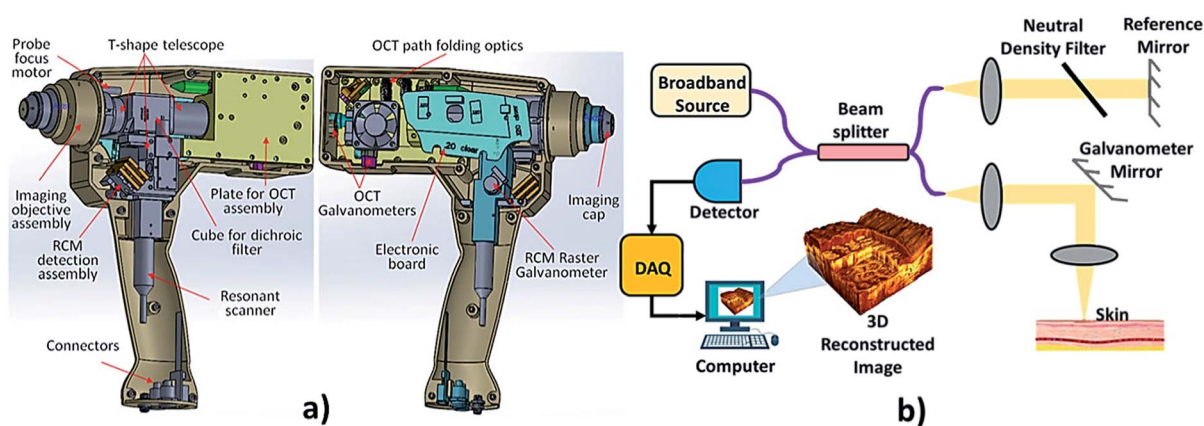 Probe
focus
motor
T-shape telescope
Imaging
objective
assembly
RCM
detection
assembly
Plate for OCT
assembly
Cube for dichroic
filter
Resonant
scanner
Connectors
a)
OCT path folding optics
20 clear
OCT
Galvanometers
Electronic
board
RCM Raster
Galvanometer
Imaging
cap
Broadband
Source
Beam
splitter
Neutral
Density Filter
Reference
Mirror
Galvanometer
Mirror
Detector
DAQ
Computer
3D
Reconstructed
Image
Skin
b)